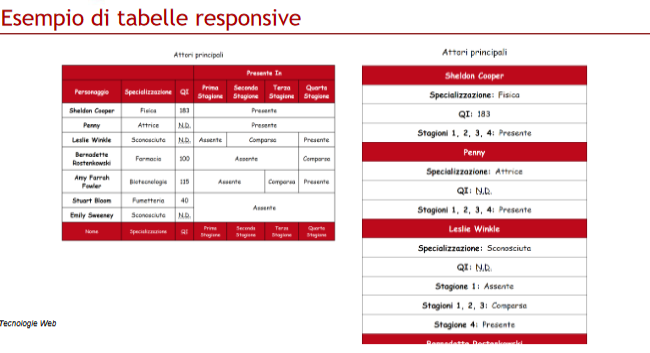 Esempio di tabelle responsive
Attori principali
Presente In
Personaggio Specializzazione QI Prima Stagione Seconda Stagione Terza Stagione Quarta Stagione
Sheldon Cooper Fisica 183 Presente
Penny Attrice N.D. Presente
Leslie Winkle Sconosciuta N.D. Assente Comparsa Presente
Bernadette Rostenkowski Farmacia 100 Assente Comparsa
Amy Farrah Fowler Biotecnologia 115 Assente Comparsa Presente
Stuart Bloom Fumetteria 40 Assente
Emily Sweeney Sconosciuta N.D.
Nome Specializzazione QI Prima Stagione Seconda Stagione Terza Stagione Quarta Stagione
Attori principali
Sheldon Cooper
Specializzazione: Fisica
QI: 183
Stagioni 1, 2, 3, 4: Presente
Penny
Specializzazione: Attrice
QI: N.D.
Stagioni 1, 2, 3, 4: Presente
Leslie Winkle
Specializzazione: Sconosciuta
QI: N.D.
Stagione 1: Assente
Stagioni 1, 2, 3: Comparsa
Stagione 4: Presente
Bernadette Rostenkowski
Tecnologie Web